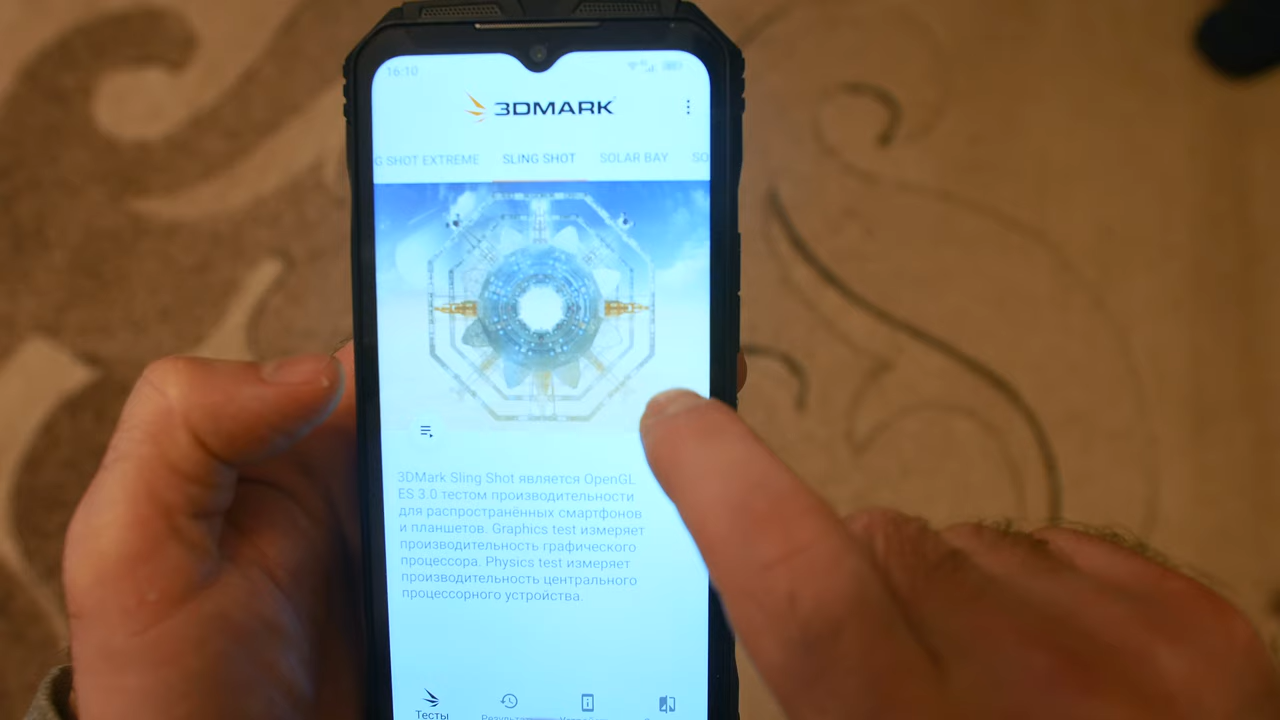 16:10
3DMARK
G SHOT EXTREME SLING SHOT SOLAR BAY SO
3DMark Sling Shot является OpenGL
ES 3.0 тестом производительности
для распространённых смартфонов
и планшетов. Graphics test измеряет
производительность графического
процессора. Physics test измеряет
производительность центрального
процессорного устройства.
Тесты